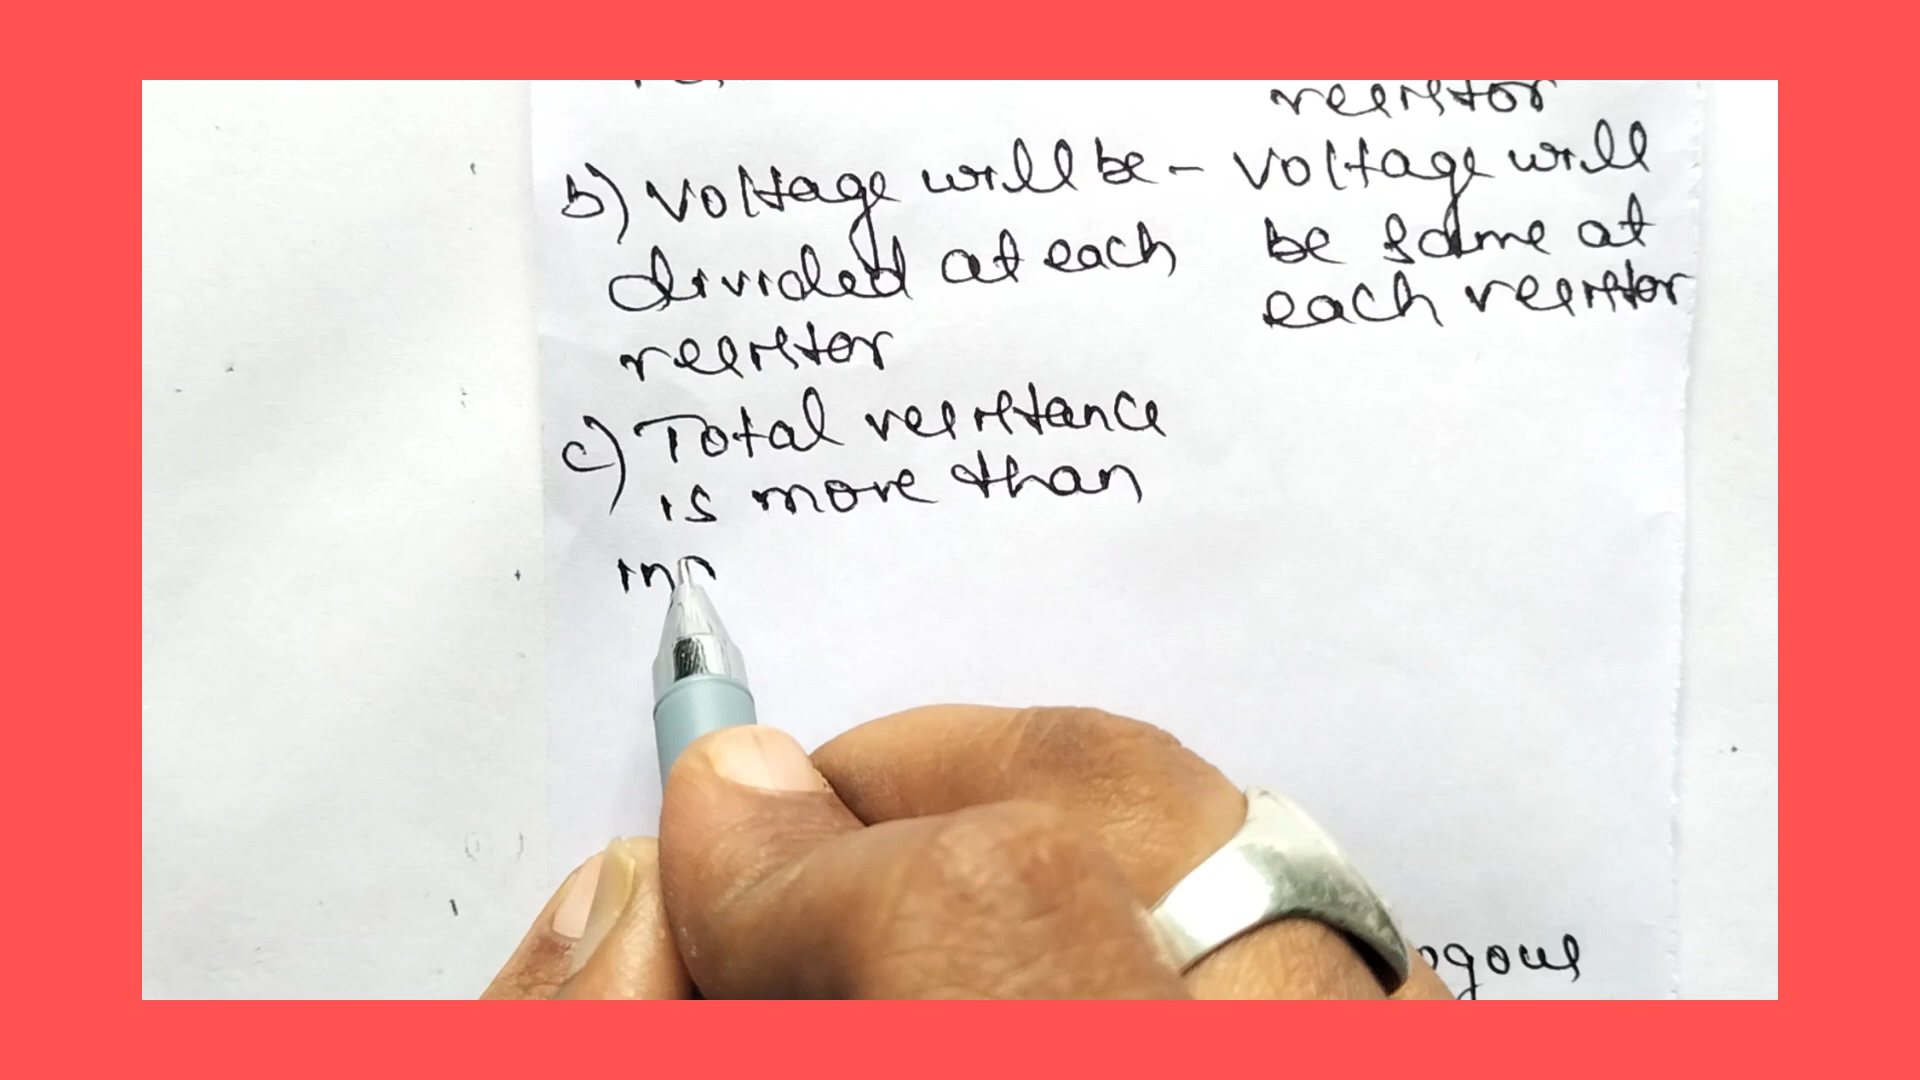 resistor
b) Voltage will be - Voltage will
divided at each be same at
resistor each resistor
c) Total resistance
is more than